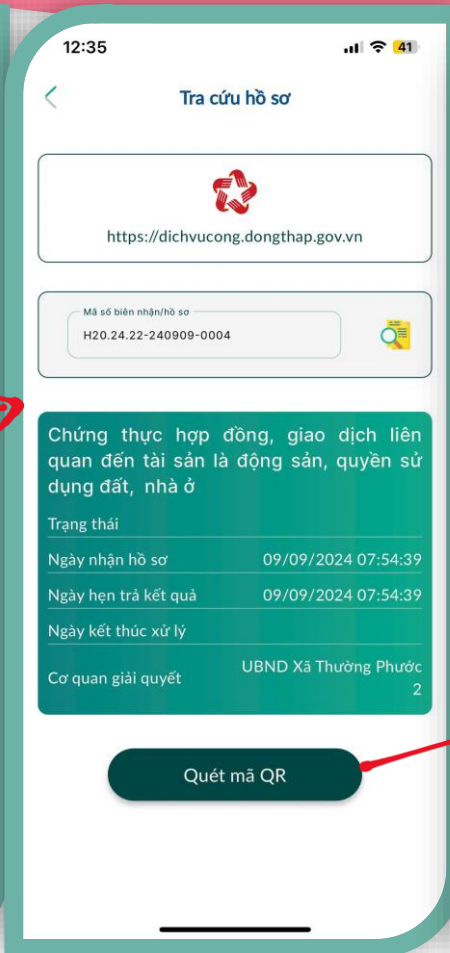 12:35
41
Tra cứu hồ sơ
https://dichvucong.dongthap.gov.vn
Mã số biên nhận/hồ sơ
H20.24.22-240909-0004
Chứng thực hợp đồng, giao dịch liên
quan đến tài sản là động sản, quyền sử
dụng đất, nhà ở
Trạng thái
Ngày nhận hồ sơ 09/09/2024 07:54:39
Ngày hẹn trả kết quả 09/09/2024 07:54:39
Ngày kết thúc xử lý
Cơ quan giải quyết UBND Xã Thường Phước
2
Quét mã QR